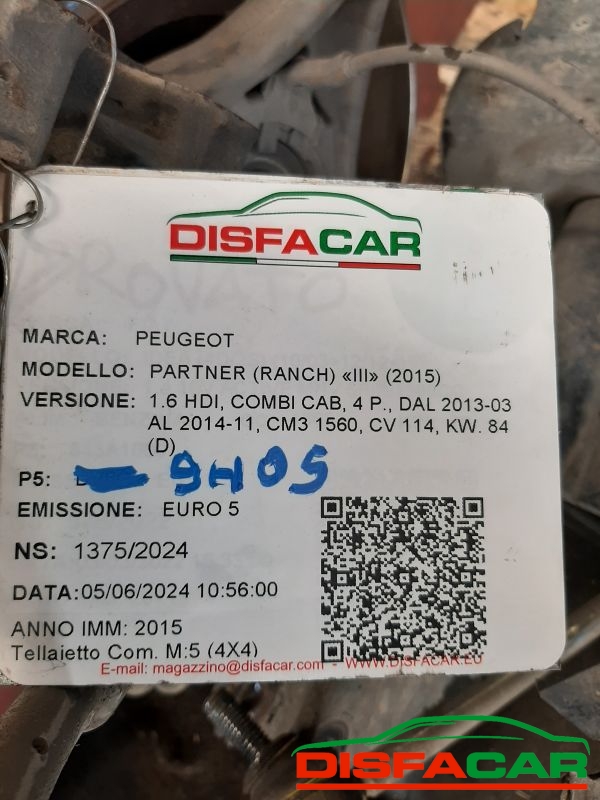 DISFACAR
MARCA: PEUGEOT
MODELLO: PARTNER (RANCH) «III» (2015)
VERSIONE: 1.6 HDI, COMBI CAB, 4 P., DAL 2013-03
AL 2014-11, CM3 1560, CV 114, KW. 84
(D)
P5: 9H05
EMISSIONE: EURO 5
NS: 1375/2024
DATA:05/06/2024 10:56:00
ANNO IMM: 2015
Tellaietto Com. M:5 (4X4)
E-mail: magazzino@disfacar.com - WWW.DISFACAR.EU
DISFACAR